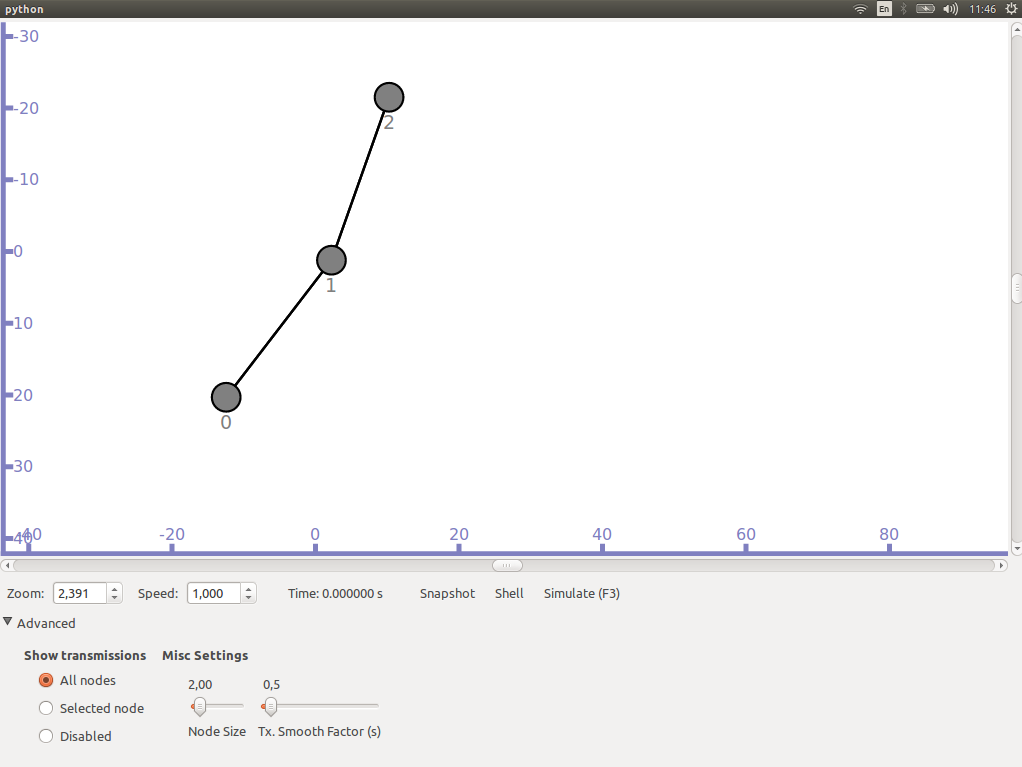 python En 11:46
-30
-20
2
-10
0
1
10
20
0
30
40
-40 -20 0 20 40 60 80
Zoom: 2,391 Speed: 1,000 Time: 0.000000 s Snapshot Shell Simulate (F3)
Advanced
Show transmissions Misc Settings
All nodes 2,00 0,5
Selected node
Node Size Tx. Smooth Factor (s)
Disabled